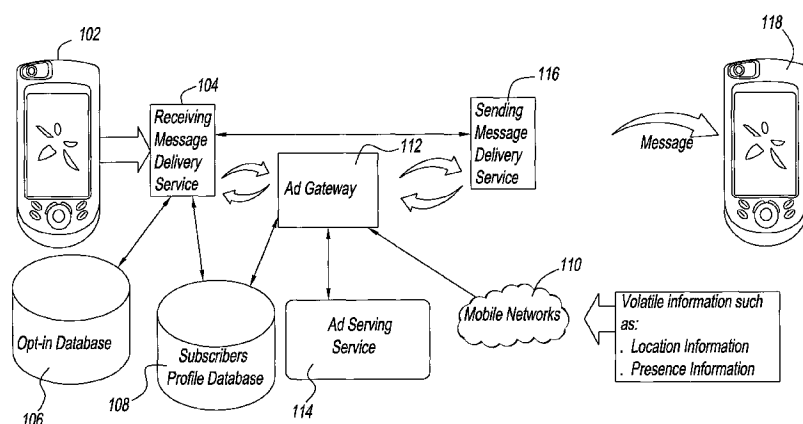 102
118
104
116
Receiving
Message
Delivery
Service
Sending
Message
Delivery
Service
112
Ad Gateway
Message
110
Mobile Networks
Volatile information such
as:
. Location Information
. Presence Information
Opt-in Database
Subscribers
Profile Database
Ad Serving
Service
106
108
114